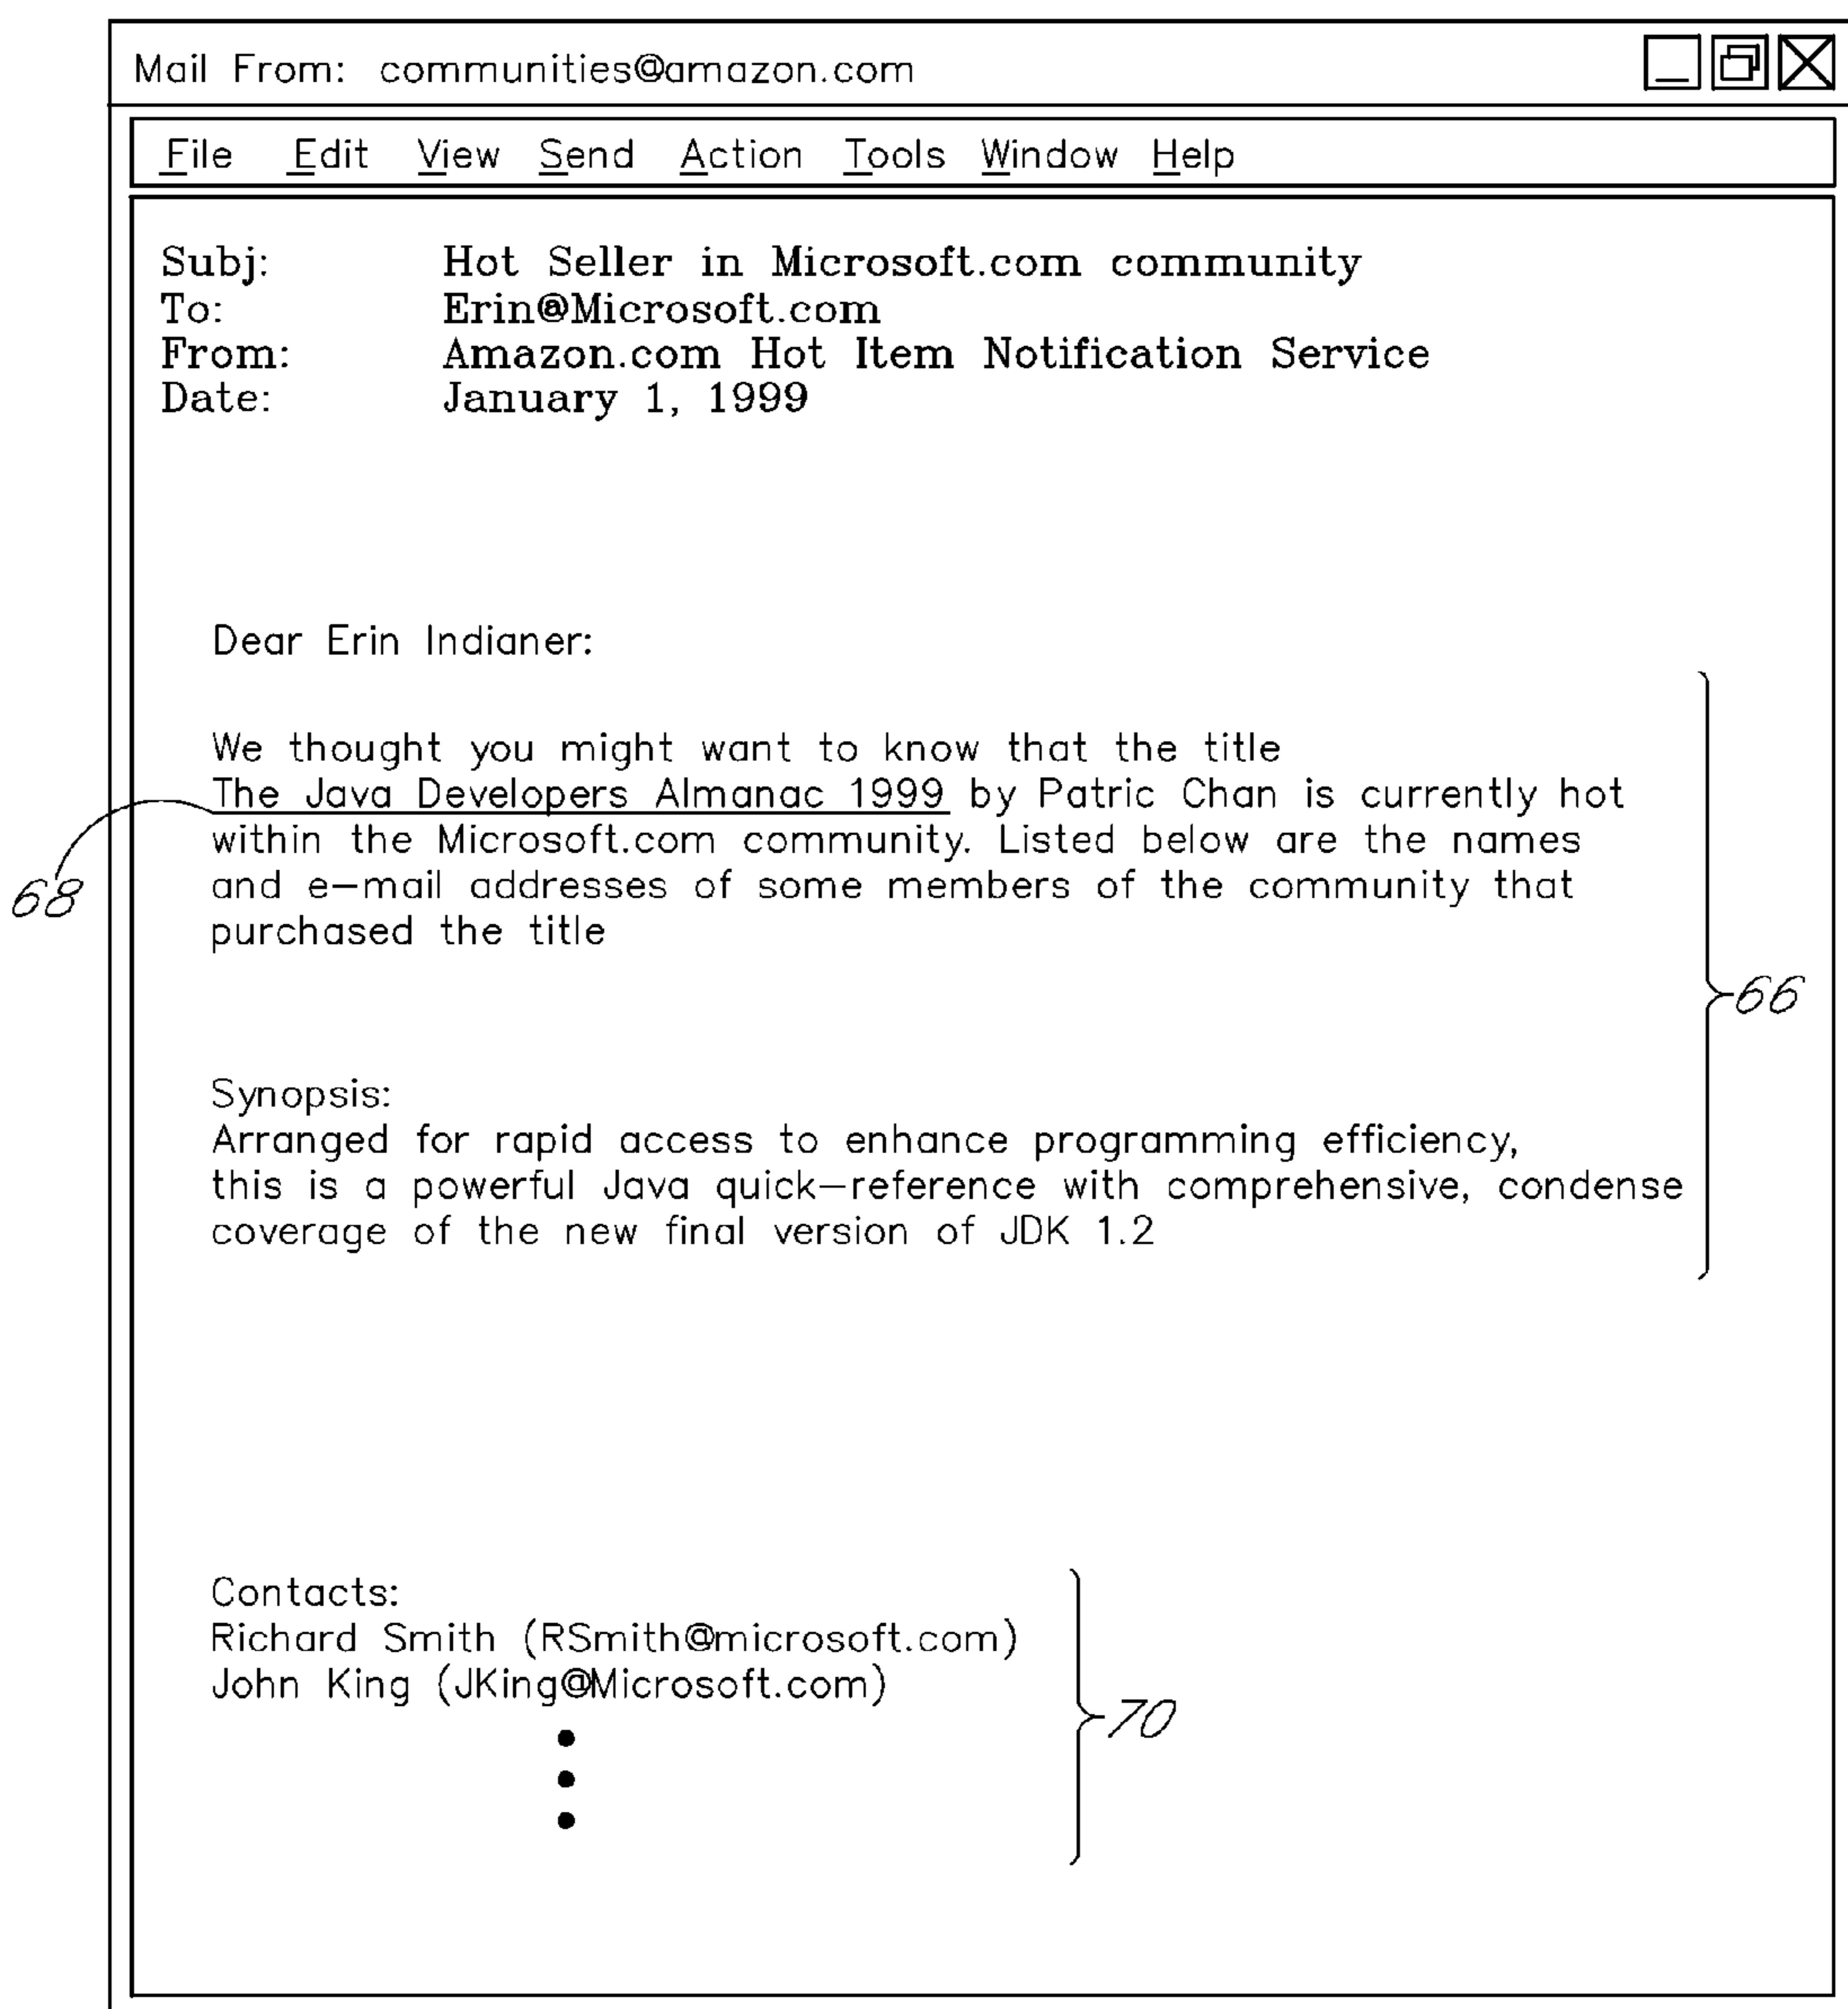 Mail From: communities@amazon.com
File Edit View Send Action Tools Window Help
Subj: Hot Seller in Microsoft.com community
To: Erin@Microsoft.com
From: Amazon.com Hot Item Notification Service
Date: January 1, 1999
Dear Erin Indianer:
We thought you might want to know that the title
The Java Developers Almanac 1999 by Patric Chan is currently hot
within the Microsoft.com community. Listed below are the names
68
and e-mail addresses of some members of the community that
purchased the title
66
Synopsis:
Arranged for rapid access to enhance programming efficiency,
this is a powerful Java quick-reference with comprehensive, condense
coverage of the new final version of JDK 1.2
Contacts:
Richard Smith (RSmith@microsoft.com)
John King (JKing@Microsoft.com)
70